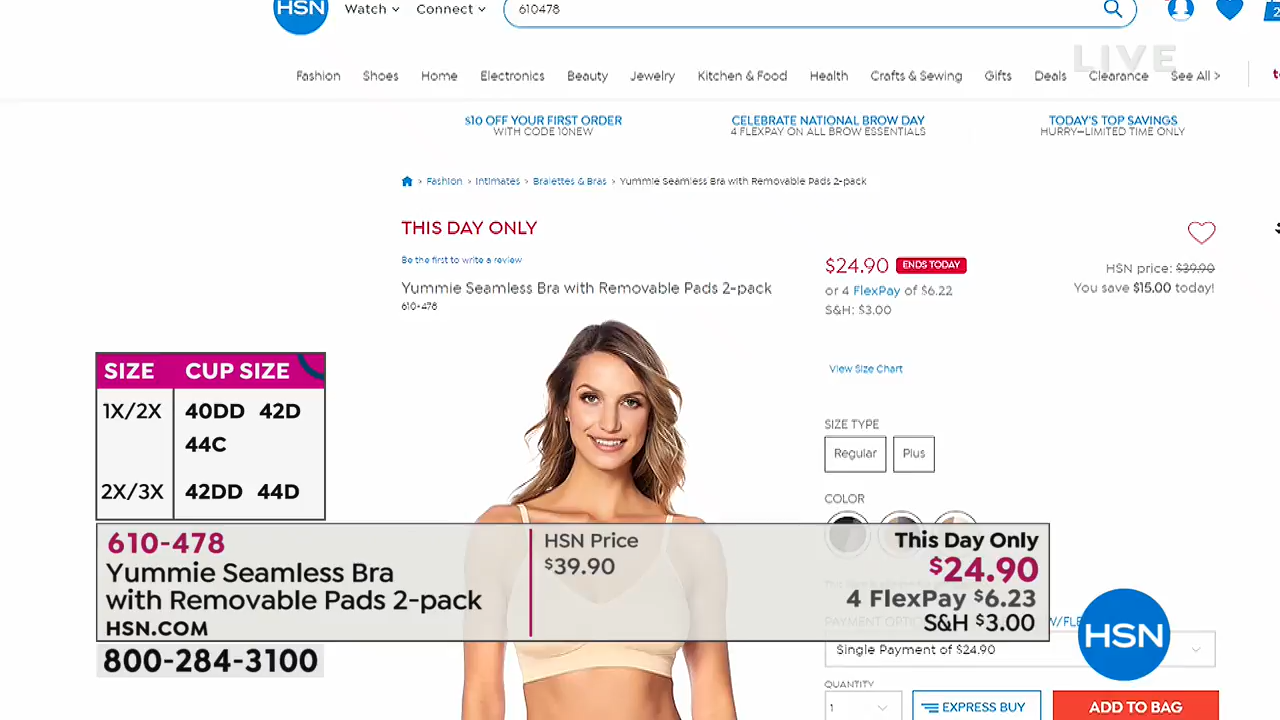 HSN
Watch
Connect
610478
2
LIVE
Fashion
Shoes
Home
Electronics
Beauty
Jewelry
Kitchen & Food
Health
Crafts & Sewing
Gifts
Deals
Clearance
See All >
$10 OFF YOUR FIRST ORDER
WITH CODE 10NEW
CELEBRATE NATIONAL BROW DAY
4 FLEXPAY ON ALL BROW ESSENTIALS
TODAY'S TOP SAVINGS
HURRY–LIMITED TIME ONLY
> Fashion > Intimates > Bralettes & Bras > Yummie Seamless Bra with Removable Pads 2-pack
THIS DAY ONLY
Be the first to write a review
Yummie Seamless Bra with Removable Pads 2-pack
610-478
$24.90 ENDS TODAY
or 4 FlexPay of $6.22
S&H: $3.00
HSN price: $39.90
You save $15.00 today!
View Size Chart
SIZE TYPE
Regular
Plus
COLOR
SIZE CUP SIZE
1X/2X 40DD 42D
44C
2X/3X 42DD 44D
610-478
Yummie Seamless Bra
with Removable Pads 2-pack
HSN.COM
800-284-3100
HSN Price
$39.90
This Day Only
$24.90
4 FlexPay $6.23
S&H $3.00
HSN
Single Payment of $24.90
QUANTITY
1
EXPRESS BUY
ADD TO BAG